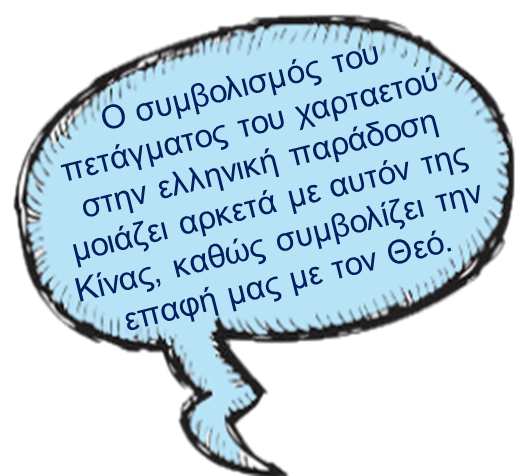 Ο συμβολισμός του
πετάγματος του χαρταετού
στην ελληνική παράδοση
μοιάζει αρκετά με αυτόν της
Κίνας, καθώς συμβολίζει την
επαφή μας με τον Θεό.